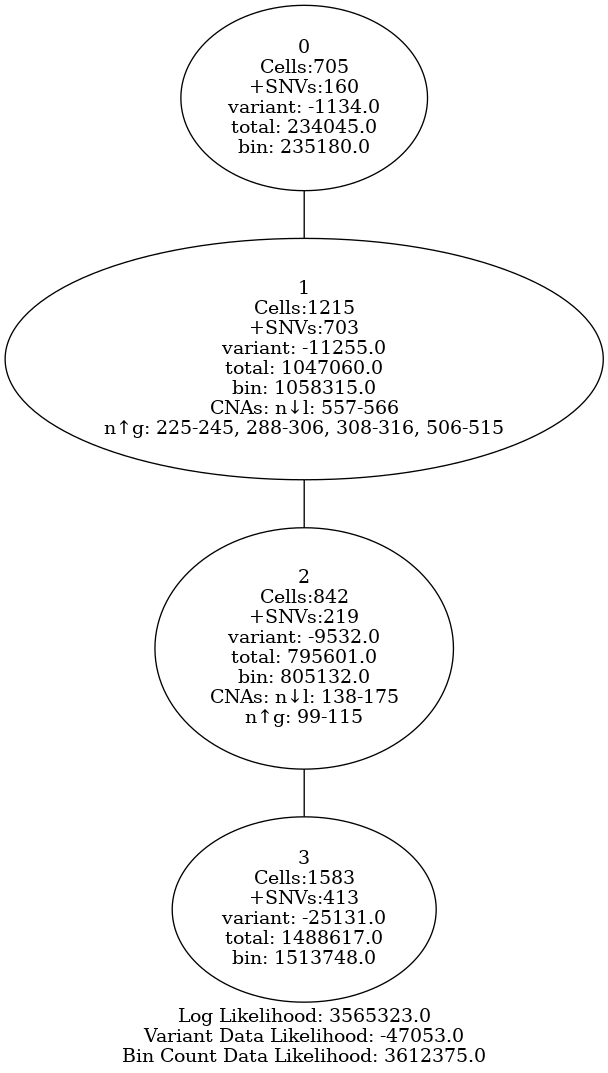 0
Cells:705
+SNVs:160
variant: -1134.0
total: 234045.0
bin: 235180.0
1
Cells:1215
+SNVs:703
variant: -11255.0
total: 1047060.0
bin: 1058315.0
CNAs: n↓l: 557-566
n↑g: 225-245, 288-306, 308-316, 506-515
2
Cells:842
+SNVs:219
variant: -9532.0
total: 795601.0
bin: 805132.0
CNAs: n↓l: 138-175
n↑g: 99-115
3
Cells:1583
+SNVs:413
variant: -25131.0
total: 1488617.0
bin: 1513748.0
Log Likelihood: 3565323.0
Variant Data Likelihood: -47053.0
Bin Count Data Likelihood: 3612375.0